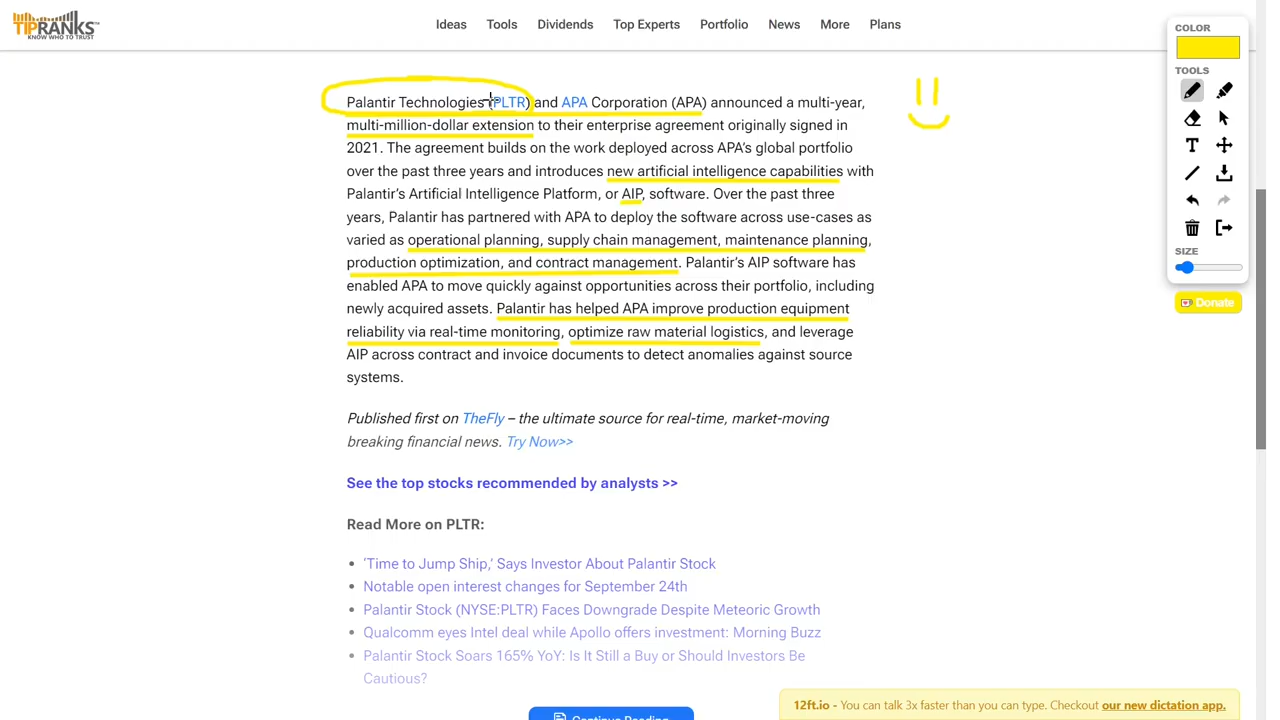 TIPRANKS
KNOW WHO TO TRUST
Ideas Tools Dividends Top Experts Portfolio News More Plans
COLOR
TOOLS
T
SIZE
Donate
Palantir Technologies (PLTR) and APA Corporation (APA) announced a multi-year,
multi-million-dollar extension to their enterprise agreement originally signed in
2021. The agreement builds on the work deployed across APA’s global portfolio
over the past three years and introduces new artificial intelligence capabilities with
Palantir’s Artificial Intelligence Platform, or AIP, software. Over the past three
years, Palantir has partnered with APA to deploy the software across use-cases as
varied as operational planning, supply chain management, maintenance planning,
production optimization, and contract management. Palantir’s AIP software has
enabled APA to move quickly against opportunities across their portfolio, including
newly acquired assets. Palantir has helped APA improve production equipment
reliability via real-time monitoring, optimize raw material logistics, and leverage
AIP across contract and invoice documents to detect anomalies against source
systems.
Published first on TheFly – the ultimate source for real-time, market-moving
breaking financial news. Try Now>>
See the top stocks recommended by analysts >>
Read More on PLTR:
• ‘Time to Jump Ship,’ Says Investor About Palantir Stock
• Notable open interest changes for September 24th
• Palantir Stock (NYSE:PLTR) Faces Downgrade Despite Meteoric Growth
• Qualcomm eyes Intel deal while Apollo offers investment: Morning Buzz
• Palantir Stock Soars 165% YoY: Is It Still a Buy or Should Investors Be
Cautious?
Continue Reading
12ft.io - You can talk 3x faster than you can type. Checkout our new dictation app.